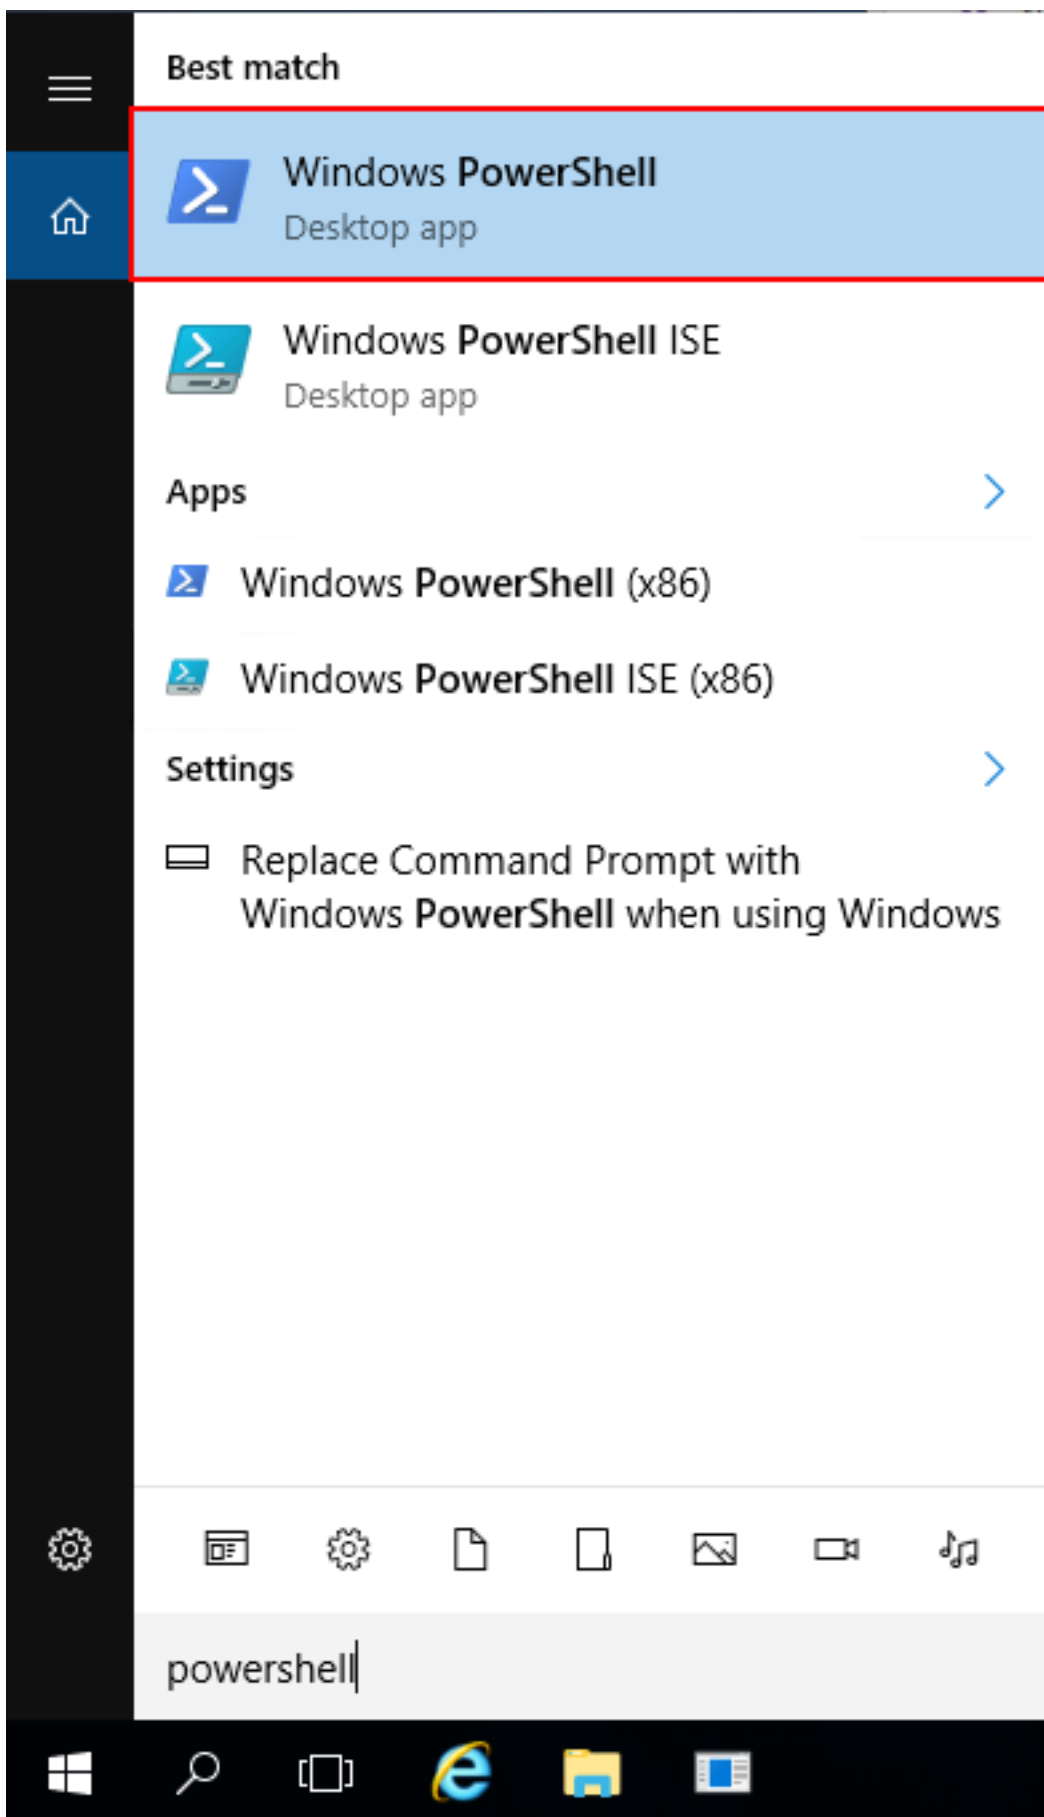 Best match
Windows PowerShell
Desktop app
Windows PowerShell ISE
Desktop app
Apps
Windows PowerShell (x86)
Windows PowerShell ISE (x86)
Settings
Replace Command Prompt with
Windows PowerShell when using Windows
powershell